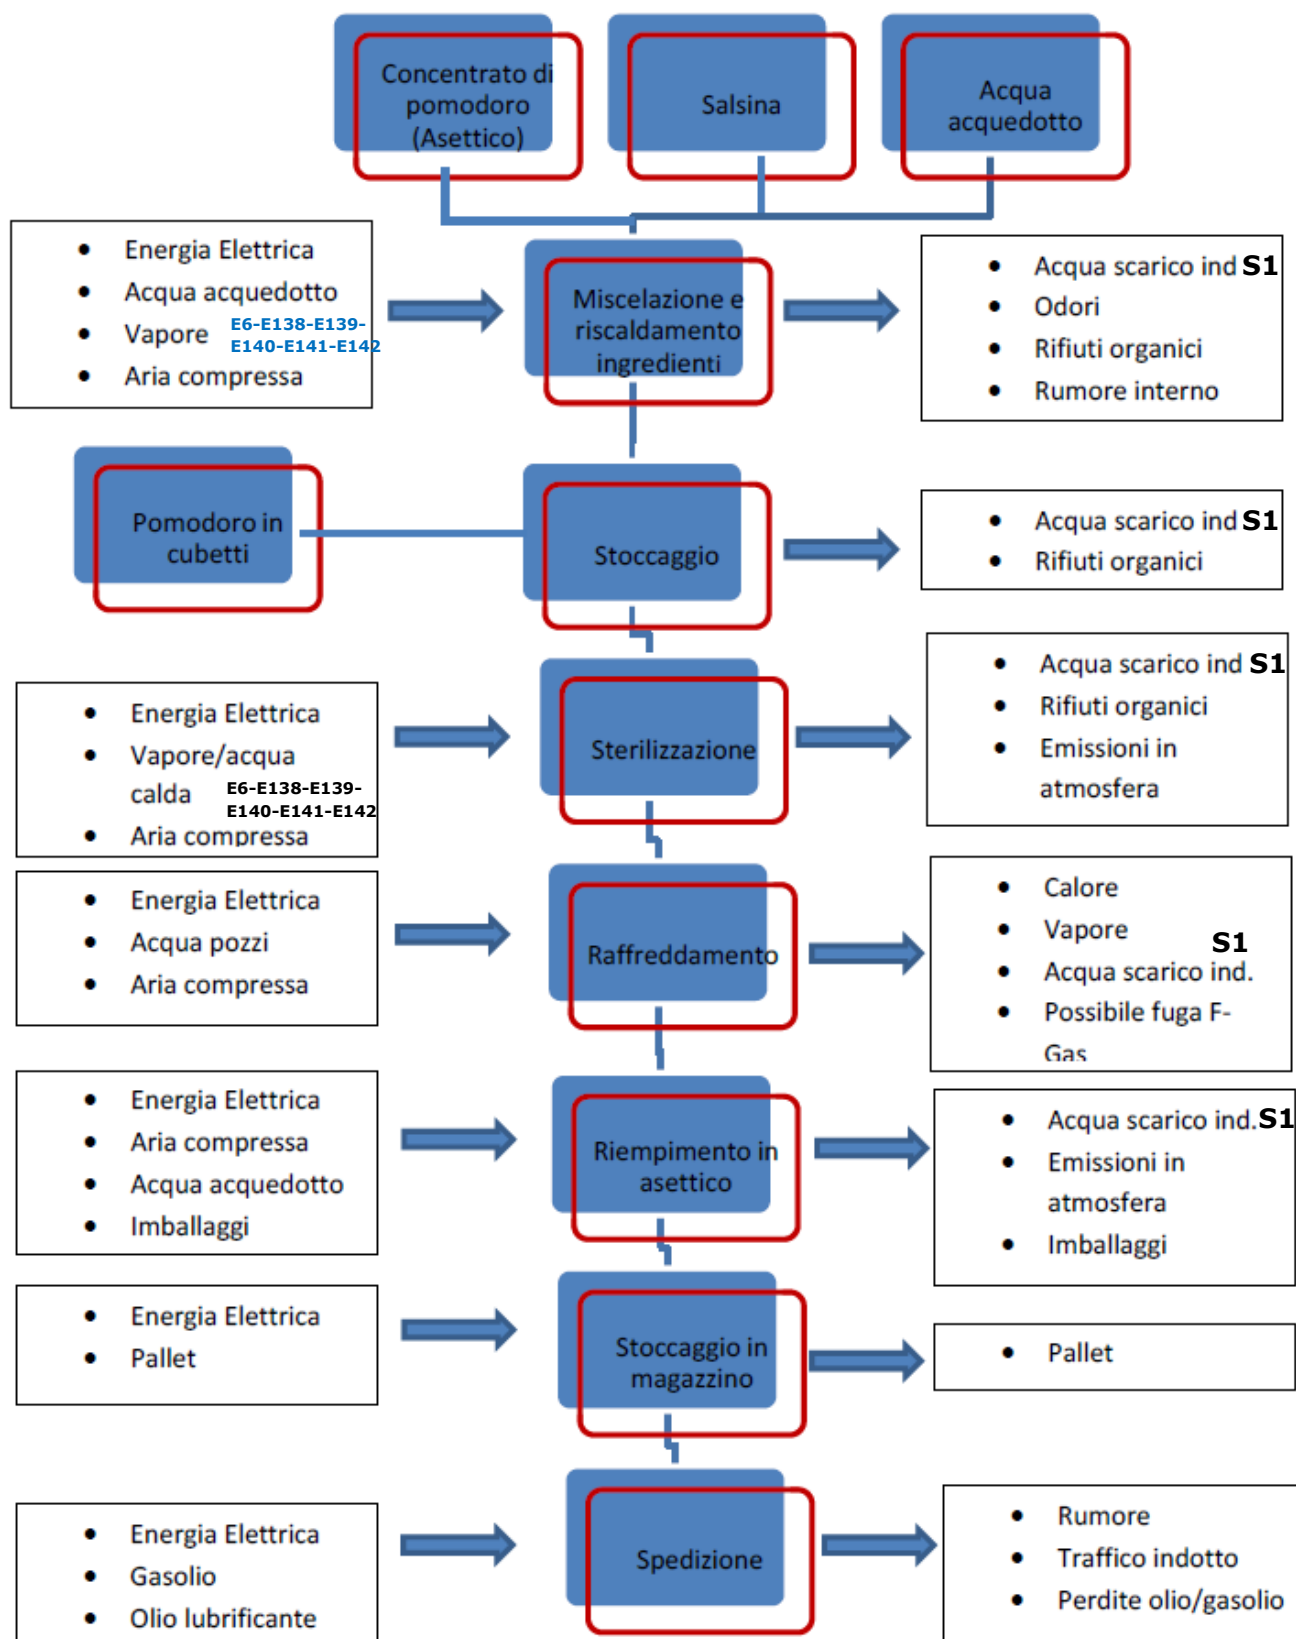 Concentrato di
pomodoro
(Asettico)
Salsina
Acqua
acquedotto
• Energia Elettrica
• Acqua acquedotto
• Vapore E6-E138-E139-
E140-E141-E142
• Aria compressa
Miscelazione e
riscaldamento
ingredienti
• Acqua scarico ind S1
• Odori
• Rifiuti organici
• Rumore interno
Pomodoro in
cubetti
Stoccaggio
• Acqua scarico ind S1
• Rifiuti organici
• Energia Elettrica
• Vapore/acqua
calda E6-E138-E139-
E140-E141-E142
• Aria compressa
Sterilizzazione
• Acqua scarico ind S1
• Rifiuti organici
• Emissioni in
atmosfera
• Energia Elettrica
• Acqua pozzi
• Aria compressa
Raffreddamento
• Calore
• Vapore
S1
• Acqua scarico ind.
• Possibile fuga F-
Gas
• Energia Elettrica
• Aria compressa
• Acqua acquedotto
• Imballaggi
Riempimento in
asettico
• Acqua scarico ind. S1
• Emissioni in
atmosfera
• Imballaggi
• Energia Elettrica
• Pallet
Stoccaggio in
magazzino
• Pallet
• Energia Elettrica
• Gasolio
• Olio lubrificante
Spedizione
• Rumore
• Traffico indotto
• Perdite olio/gasolio